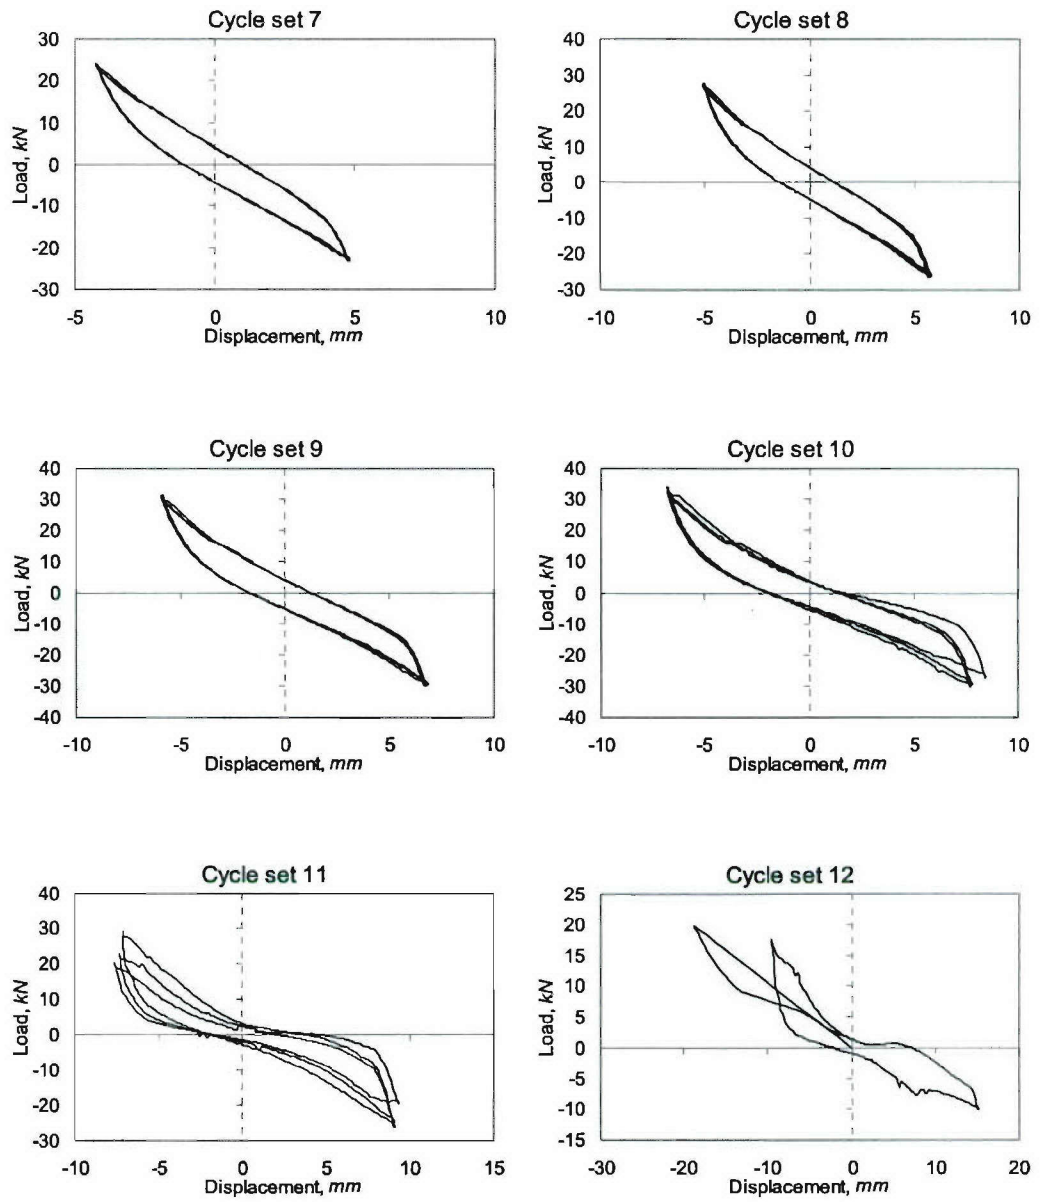 Cycle set 7
30
20
10
0
-10
-20
-30
Load, kN
-5 0 5 10
Displacement, mm
Cycle set 8
40
30
20
10
0
-10
-20
-30
Load, kN
-10 -5 0 5 10
Displacement, mm
Cycle set 9
40
30
20
10
0
-10
-20
-30
-40
Load, kN
-10 -5 0 5 10
Displacement, mm
Cycle set 10
40
30
20
10
0
-10
-20
-30
-40
Load, kN
-10 -5 0 5 10
Displacement, mm
Cycle set 11
40
30
20
10
0
-10
-20
-30
Load, kN
-10 -5 0 5 10 15
Displacement, mm
Cycle set 12
25
20
15
10
5
0
-5
-10
-15
Load, kN
-30 -20 -10 0 10 20
Displacement, mm